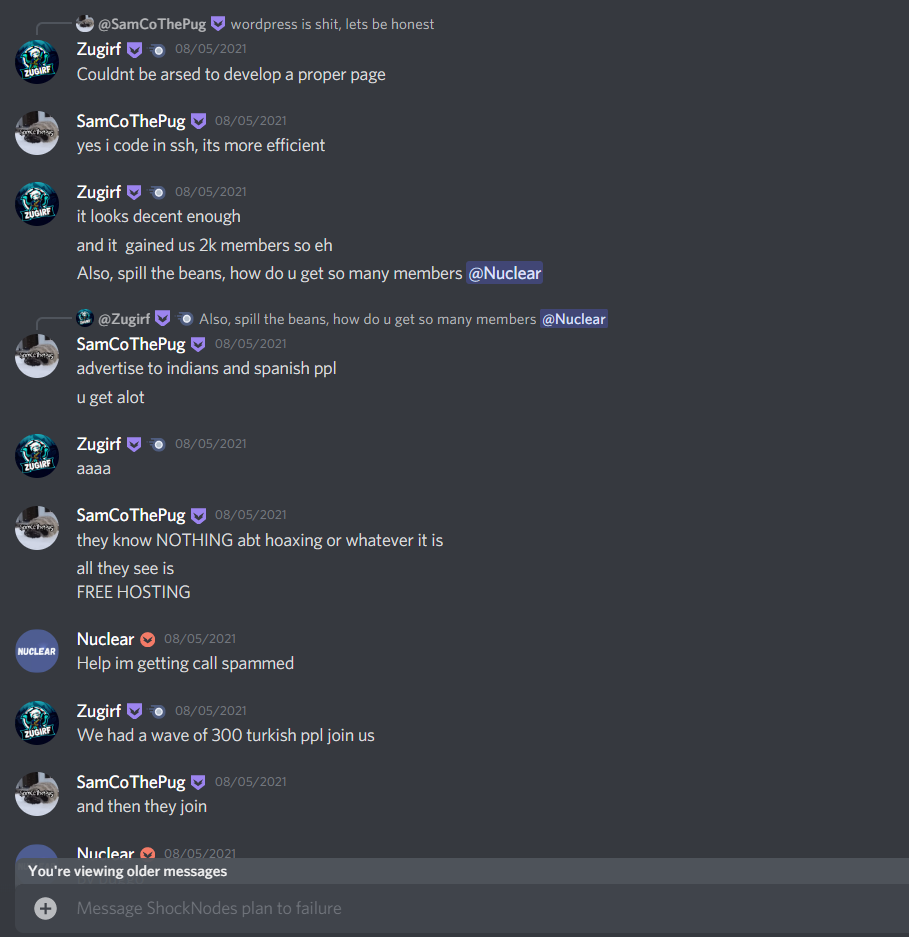 @SamCoThePug wordpress is shit, lets be honest
Zugirf 08/05/2021
Couldnt be arsed to develop a proper page
SamCoThePug 08/05/2021
yes i code in ssh, its more efficient
Zugirf 08/05/2021
it looks decent enough
and it gained us 2k members so eh
Also, spill the beans, how do u get so many members @Nuclear
@Zugirf Also, spill the beans, how do u get so many members @Nuclear
SamCoThePug 08/05/2021
advertise to indians and spanish ppl
u get alot
Zugirf 08/05/2021
aaaa
SamCoThePug 08/05/2021
they know NOTHING abt hoaxing or whatever it is
all they see is
FREE HOSTING
NUCLEAR
Nuclear 08/05/2021
Help im getting call spammed
Zugirf 08/05/2021
We had a wave of 300 turkish ppl join us
SamCoThePug 08/05/2021
and then they join
Nuclear 08/05/2021
You're viewing older messages
Message ShockNodes plan to failure